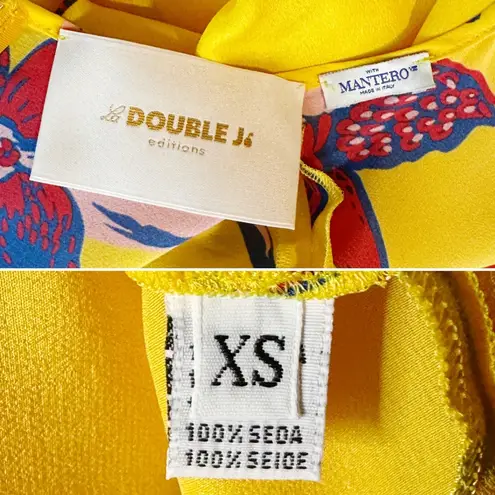 La DOUBLE J
editions
WITH
MANTERO
MADE IN ITALY
XS
100% SEDA
100% SEIDE